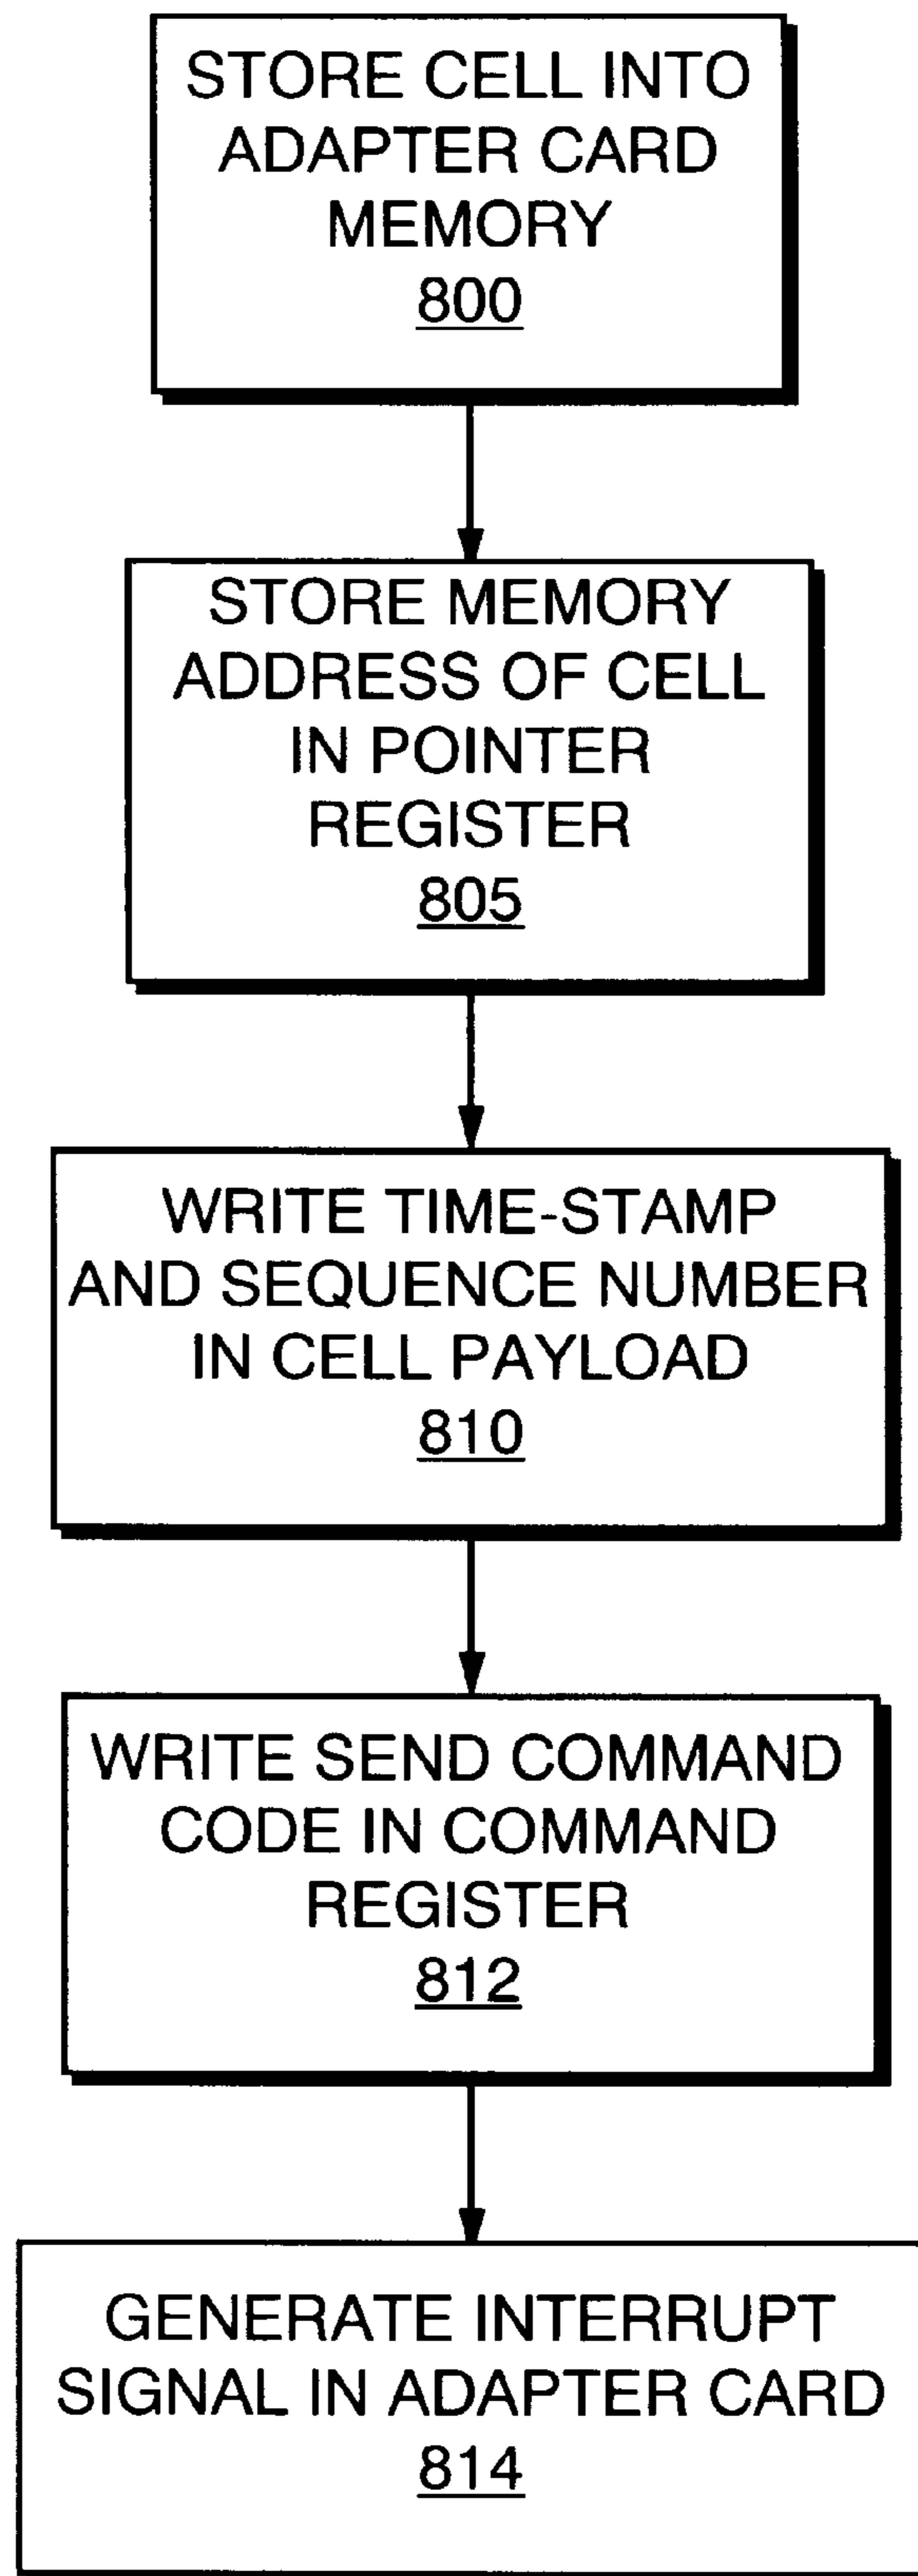 STORE CELL INTO
ADAPTER CARD
MEMORY
800
STORE MEMORY
ADDRESS OF CELL
IN POINTER
REGISTER
805
WRITE TIME-STAMP
AND SEQUENCE NUMBER
IN CELL PAYLOAD
810
WRITE SEND COMMAND
CODE IN COMMAND
REGISTER
812
GENERATE INTERRUPT
SIGNAL IN ADAPTER CARD
814